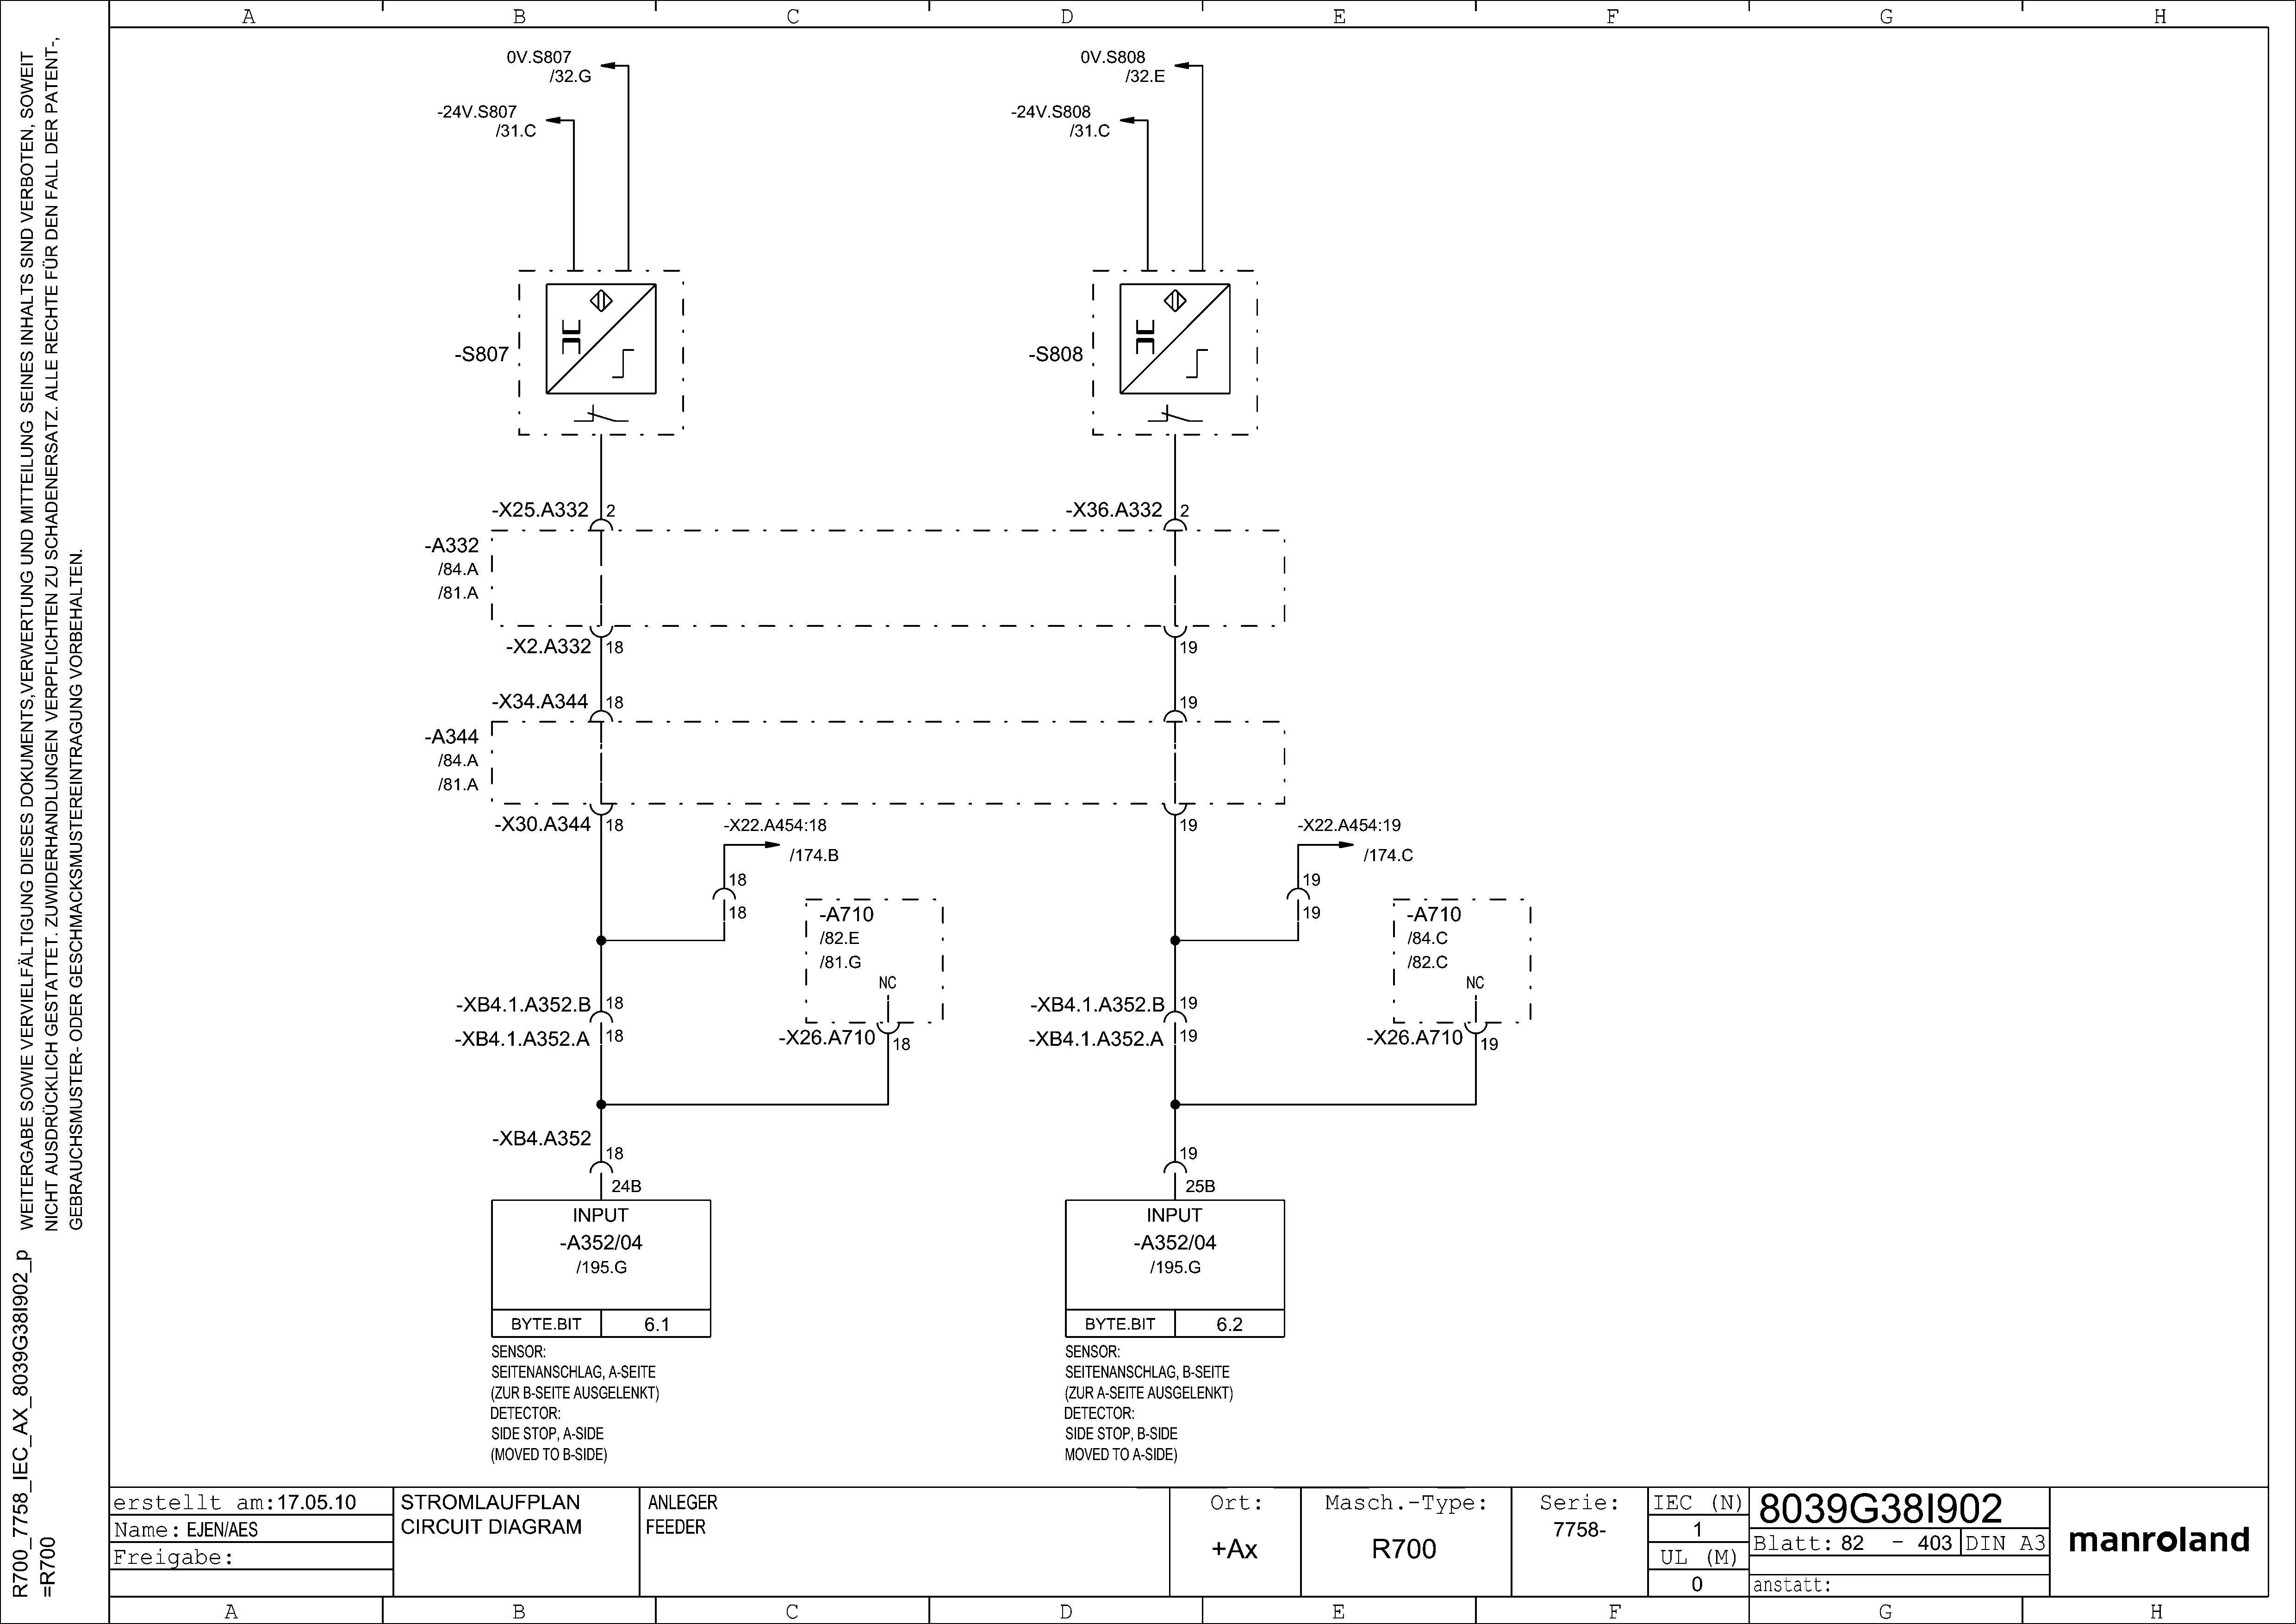 A B C D E F G H
0V.S807
/32.G
-24V.S807
/31.C
0V.S808
/32.E
-24V.S808
/31.C
-S807
-S808
-X25.A332 2
-X36.A332 2
-A332
/84.A
/81.A
-X2.A332 18
19
-X34.A344 18
19
-A344
/84.A
/81.A
-X30.A344 18
-X22.A454:18
/174.B
18
18
19
-X22.A454:19
/174.C
19
19
-A710
/82.E
/81.G
NC
-A710
/84.C
/82.C
NC
-XB4.1.A352.B 18
-XB4.1.A352.A 18
-X26.A710 18
-XB4.1.A352.B 19
-XB4.1.A352.A 19
-X26.A710 19
-XB4.A352
18
24B
19
25B
INPUT
-A352/04
/195.G
BYTE.BIT 6.1
INPUT
-A352/04
/195.G
BYTE.BIT 6.2
SENSOR:
SEITENANSCHLAG, A-SEITE
(ZUR B-SEITE AUSGELENKT)
DETECTOR:
SIDE STOP, A-SIDE
(MOVED TO B-SIDE)
SENSOR:
SEITENANSCHLAG, B-SEITE
(ZUR A-SEITE AUSGELENKT)
DETECTOR:
SIDE STOP, B-SIDE
MOVED TO A-SIDE)
WEITERGABE SOWIE VERVIELFÄLTIGUNG DIESES DOKUMENTS,VERWERTUNG UND MITTEILUNG SEINES INHALTS SIND VERBOTEN, SOWEIT
NICHT AUSDRÜCKLICH GESTATTET. ZUWIDERHANDLUNGEN VERPFLICHTEN ZU SCHADENERSATZ. ALLE RECHTE FÜR DEN FALL DER PATENT-,
GEBRAUCHSMUSTER- ODER GESCHMACKSMUSTEREINTRAGUNG VORBEHALTEN.
R700_7758_IEC_AX_8039G38I902_p
=R700
erstellt am:17.05.10
Name: EJEN/AES
Freigabe:
STROMLAUFPLAN
CIRCUIT DIAGRAM
ANLEGER
FEEDER
Ort:
+Ax
Masch.-Type:
R700
Serie:
7758-
IEC (N)
1
UL (M)
0
8039G38I902
Blatt: 82 - 403 DIN A3
anstatt:
manroland
A B C D E F G H